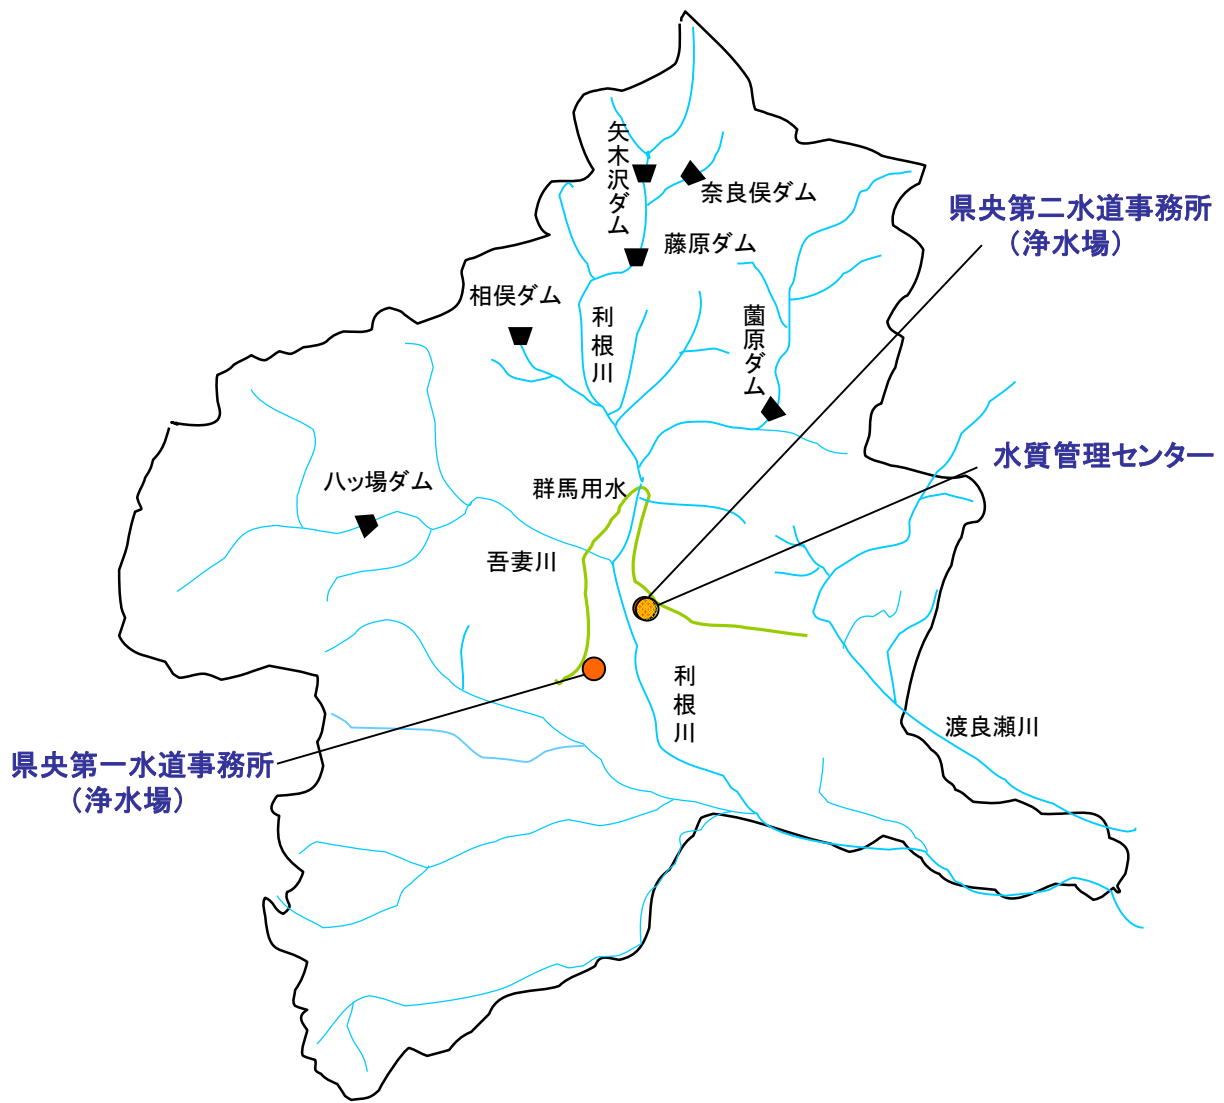 矢木沢ダム
奈良俣ダム
県央第二水道事務所
（浄水場）
藤原ダム
相俣ダム
利根川
薗原ダム
水質管理センター
八ッ場ダム
群馬用水
吾妻川
利根川
渡良瀬川
県央第一水道事務所
（浄水場）